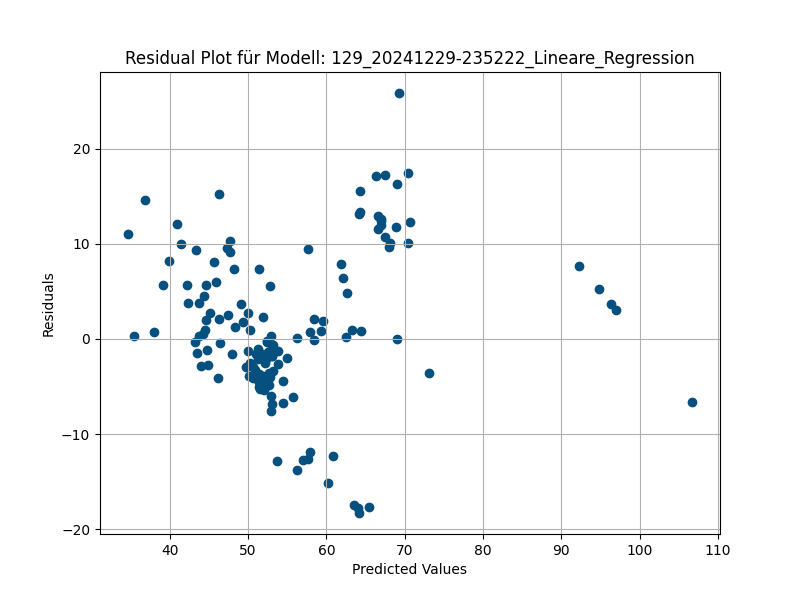 Residual Plot für Modell: 129_20241229-235222_Lineare_Regression
Residuals
20
10
0
−10
−20
40 50 60 70 80 90 100 110
Predicted Values